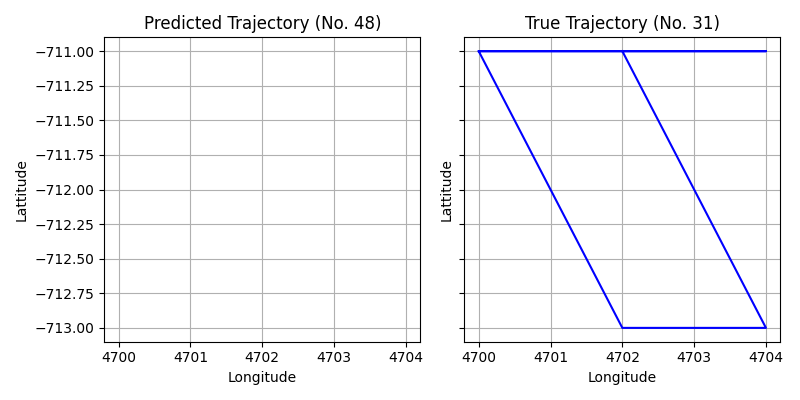 Predicted Trajectory (No. 48)
−711.00
−711.25
−711.50
−711.75
−712.00
−712.25
−712.50
−712.75
−713.00
Lattitude
4700 4701 4702 4703 4704
Longitude
True Trajectory (No. 31)
Lattitude
4700 4701 4702 4703 4704
Longitude